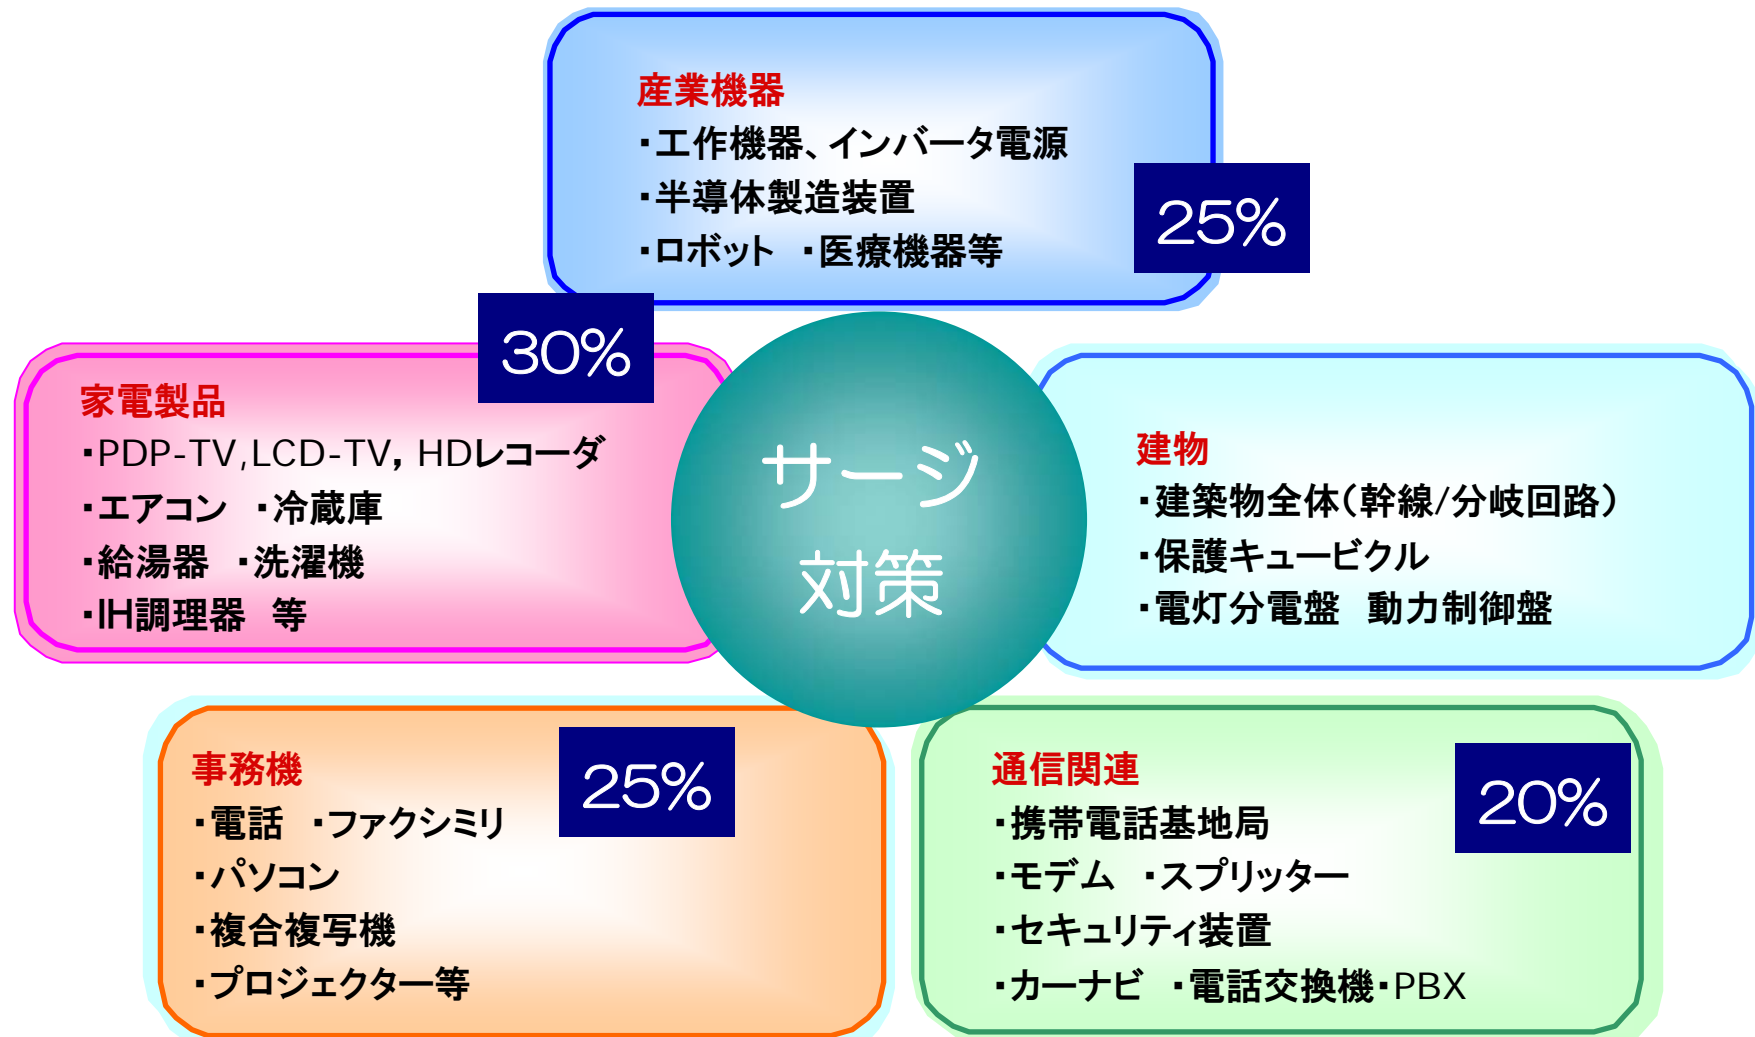 産業機器
・工作機器、インバータ電源
・半導体製造装置
・ロボット　・医療機器等
25%
30%
家電製品
・PDP-TV,LCD-TV, HDレコーダ
・エアコン　・冷蔵庫
・給湯器　・洗濯機
・IH調理器　等
サージ
対策
建物
・建築物全体（幹線/分岐回路）
・保護キュービクル
・電灯分電盤　動力制御盤
事務機
・電話　・ファクシミリ
・パソコン
・複合複写機
・プロジェクター等
25%
通信関連
・携帯電話基地局
・モデム　・スプリッター
・セキュリティ装置
・カーナビ　・電話交換機・PBX
20%